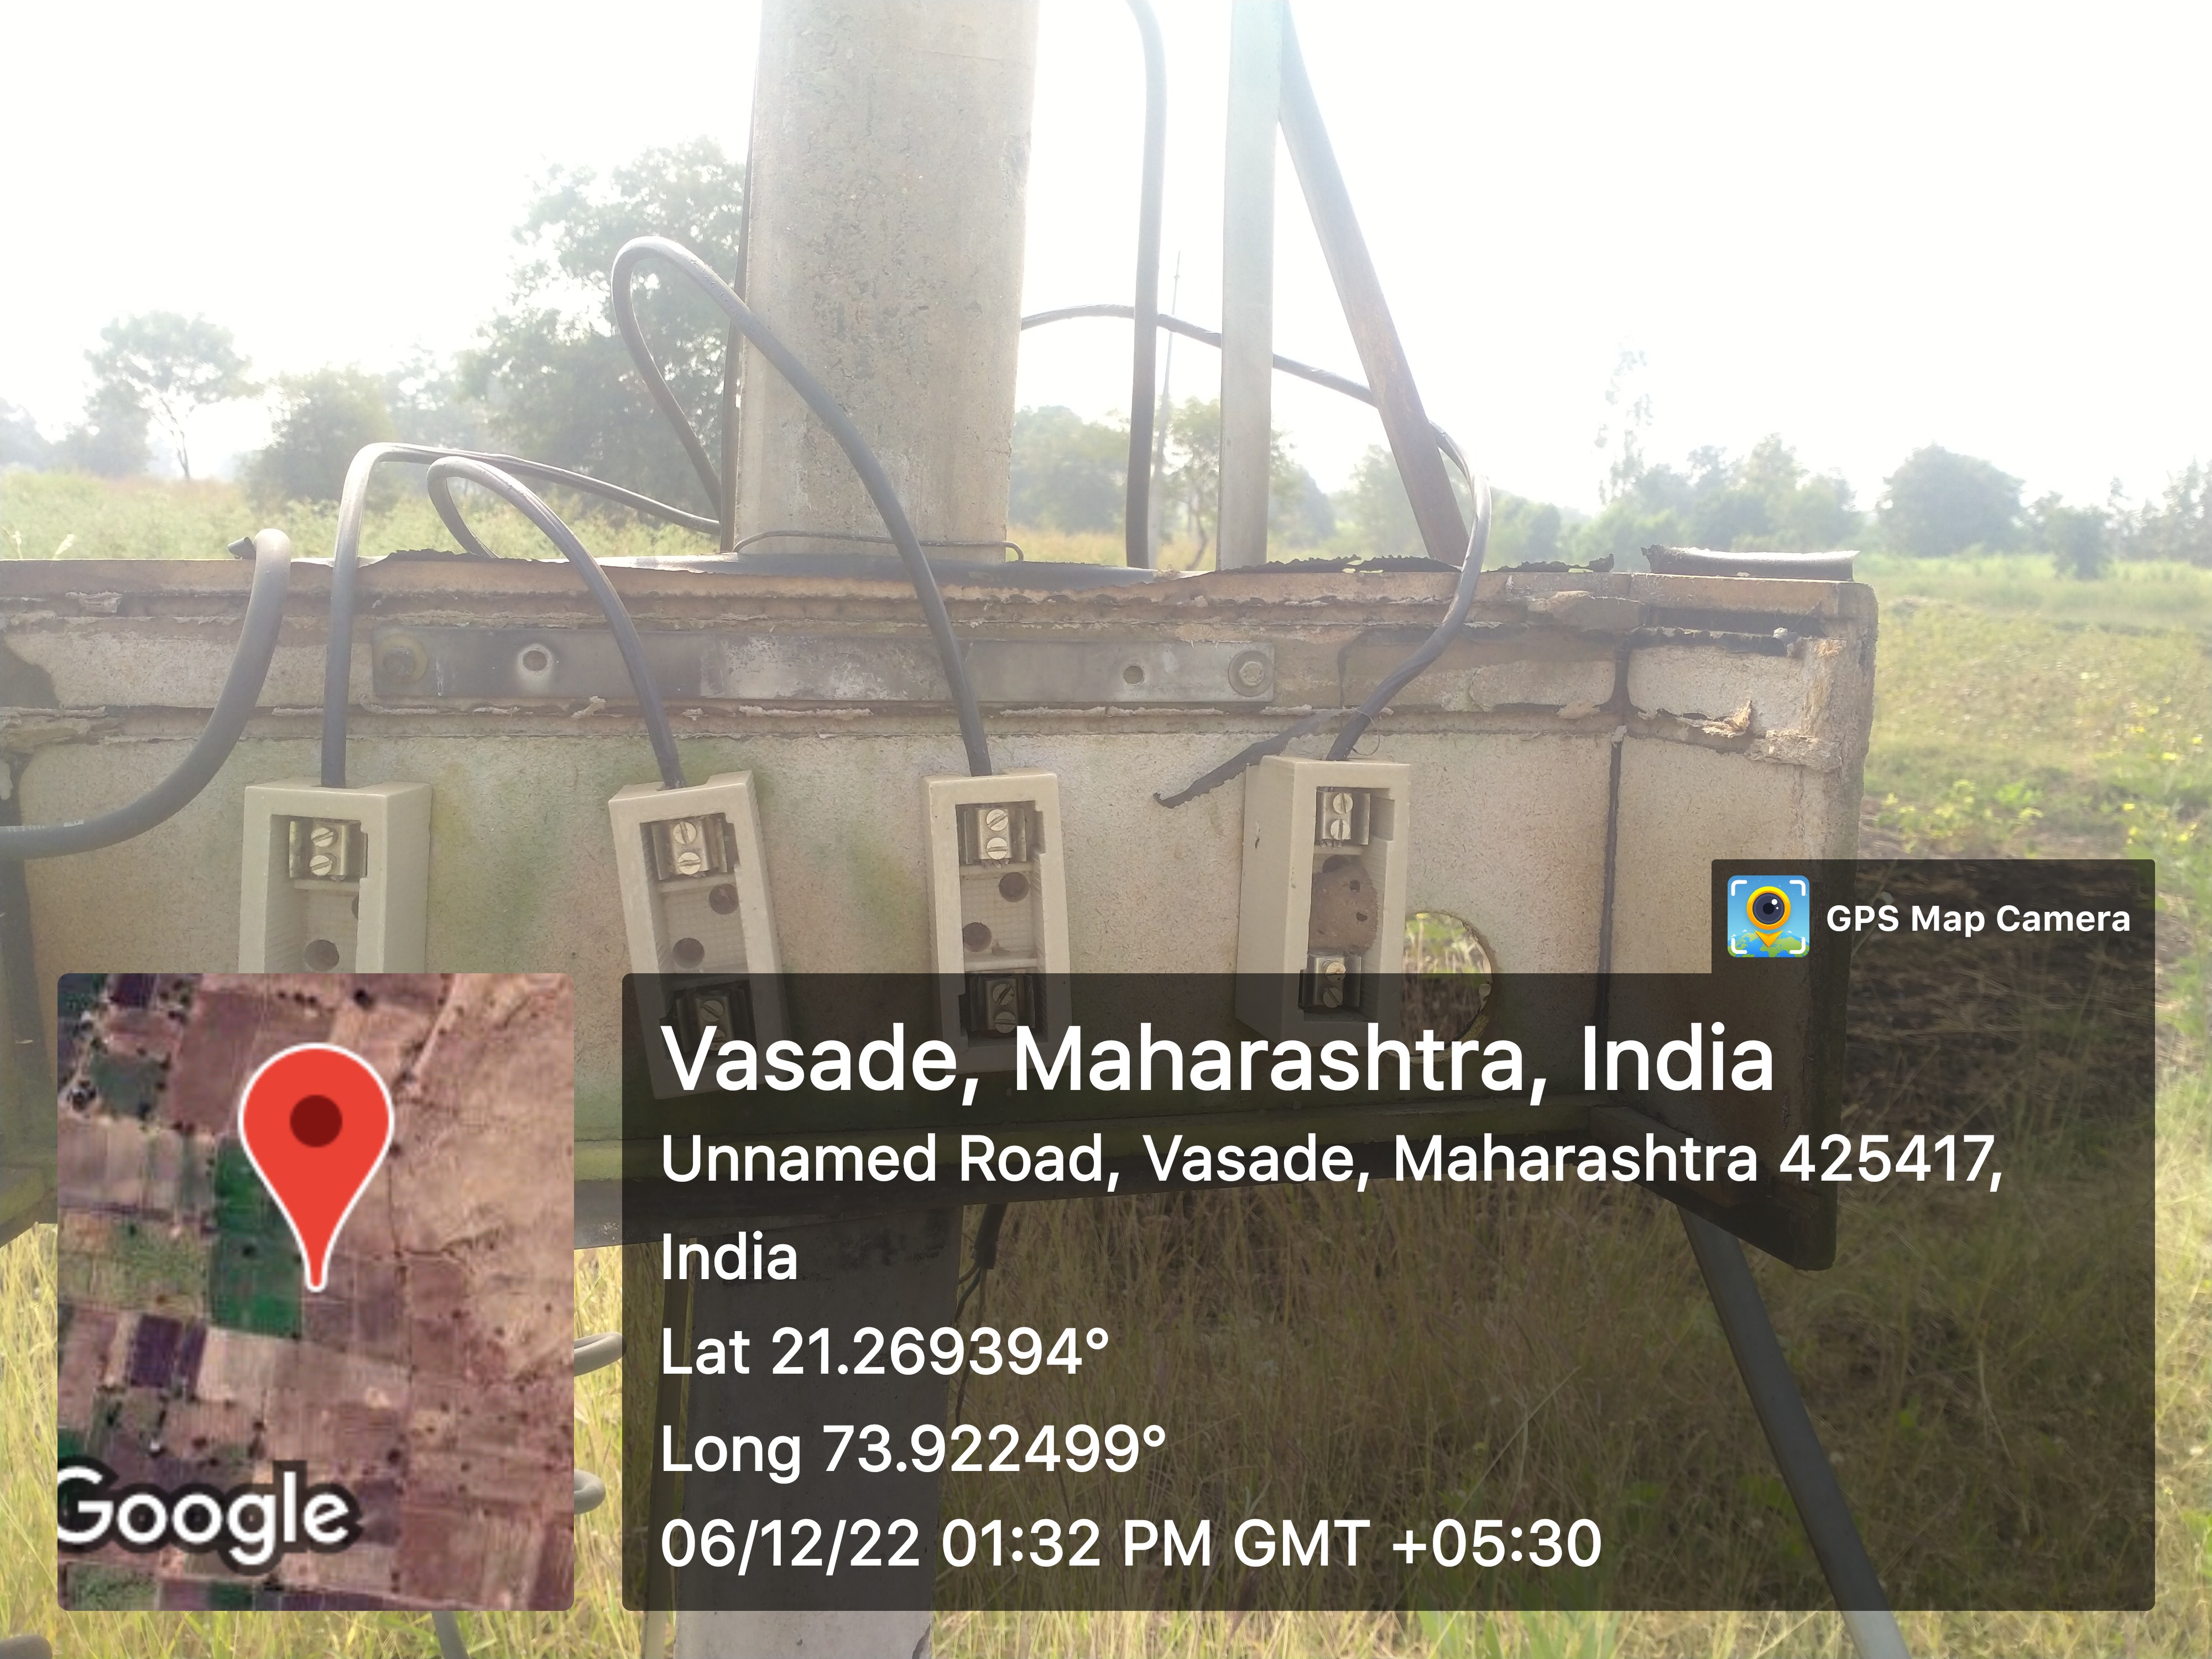 GPS Map Camera
Vasade, Maharashtra, India
Unnamed Road, Vasade, Maharashtra 425417,
India
Lat 21.269394°
Long 73.922499°
06/12/22 01:32 PM GMT +05:30
Google